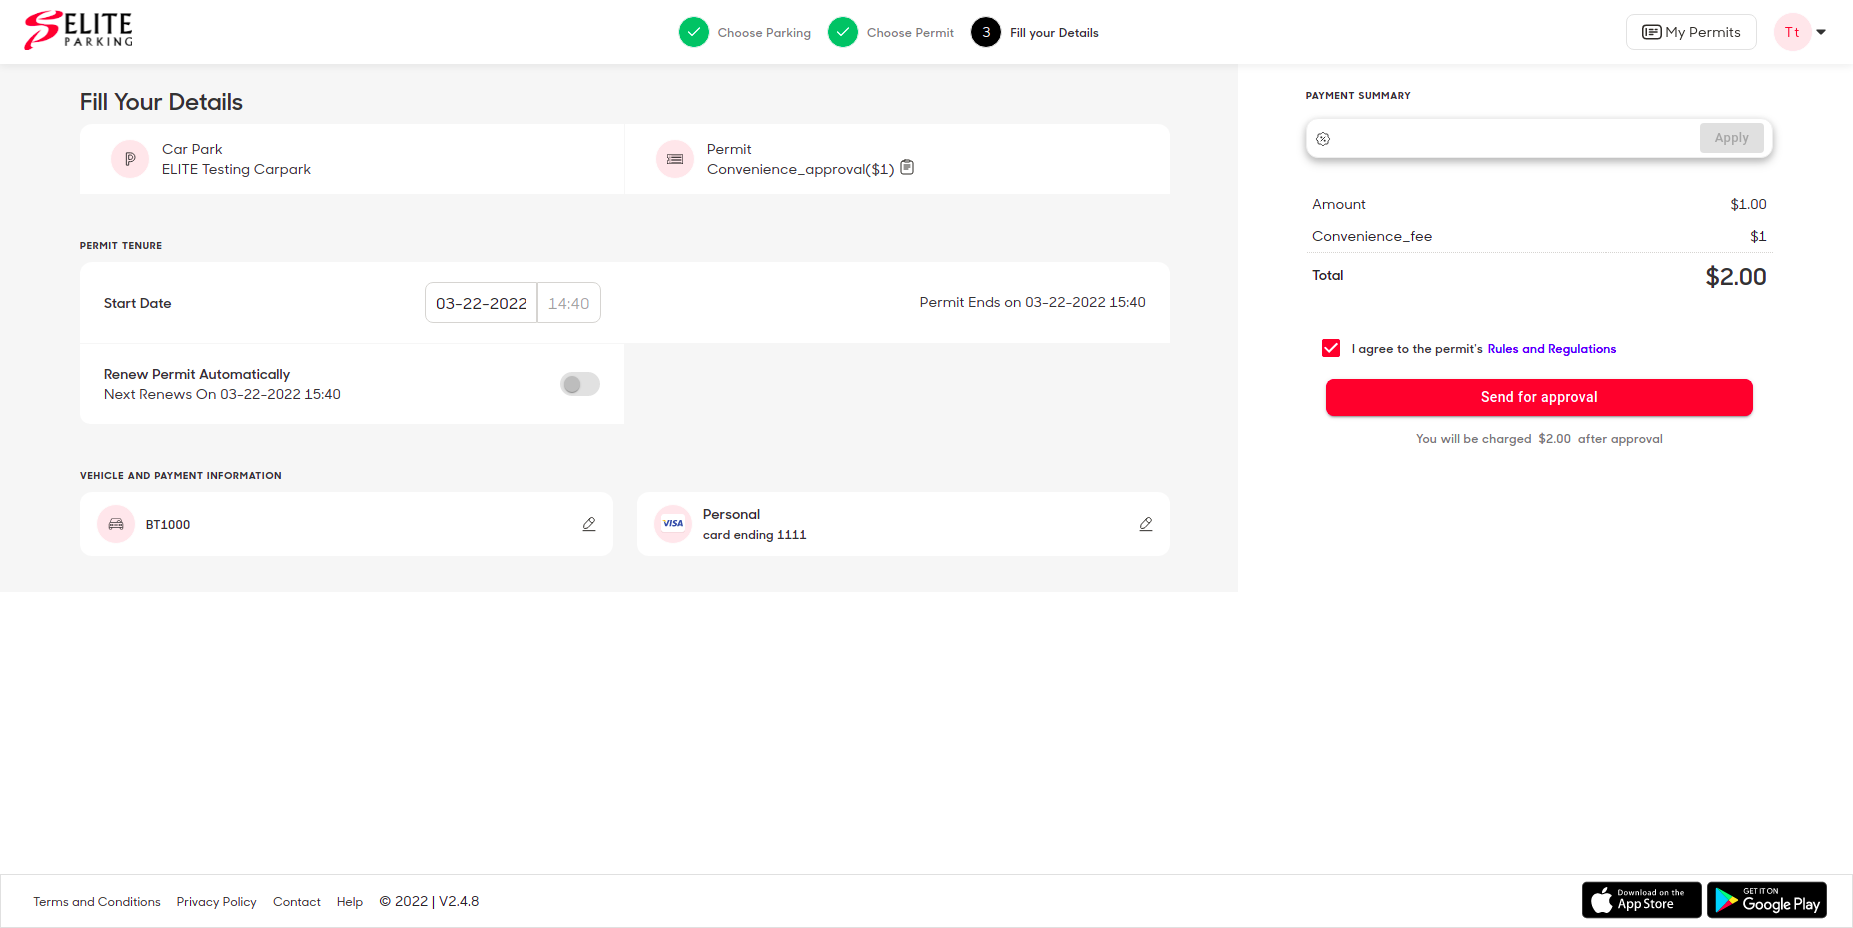 ELITE
PARKING
Choose Parking
Choose Permit
3 Fill your Details
My Permits
Tt
Fill Your Details
Car Park
ELITE Testing Carpark
Permit
Convenience_approval($1)
PERMIT TENURE
Start Date
03-22-2022 14:40
Permit Ends on 03-22-2022 15:40
Renew Permit Automatically
Next Renews On 03-22-2022 15:40
VEHICLE AND PAYMENT INFORMATION
BT1000
VISA
Personal
card ending 1111
PAYMENT SUMMARY
Apply
Amount $1.00
Convenience_fee $1
Total $2.00
I agree to the permit's Rules and Regulations
Send for approval
You will be charged $2.00 after approval
Terms and Conditions Privacy Policy Contact Help © 2022 | V2.4.8
Download on the
App Store
GET IT ON
Google Play